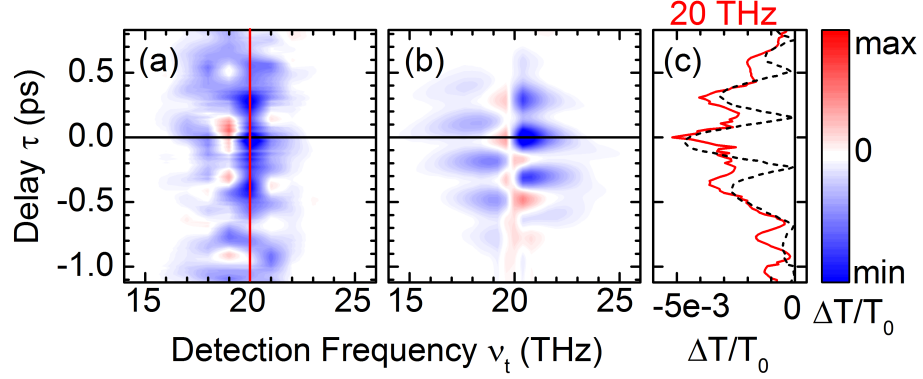 20 THz
(a)
(b)
(c)
max
0
min
0.5
0.0
-0.5
-1.0
Delay τ (ps)
15
20
25
15
20
25
-5e-3
0
ΔT/T₀
Detection Frequency νₜ (THz)
ΔT/T₀